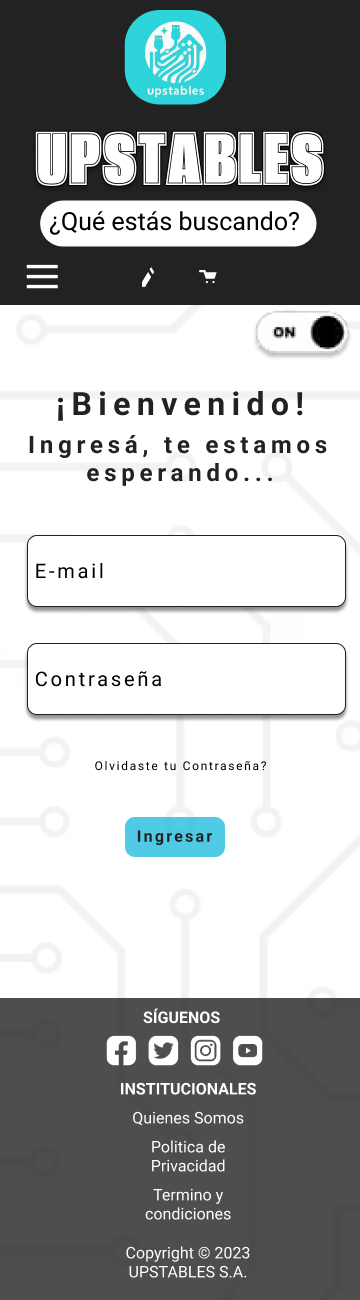 upstables
UPSTABLES
¿Qué estás buscando?
ON
¡Bienvenido!
Ingresá, te estamos
esperando...
E-mail
Contraseña
Olvidaste tu Contraseña?
Ingresar
SÍGUENOS
INSTITUCIONALES
Quienes Somos
Politica de
Privacidad
Termino y
condiciones
Copyright © 2023
UPSTABLES S.A.